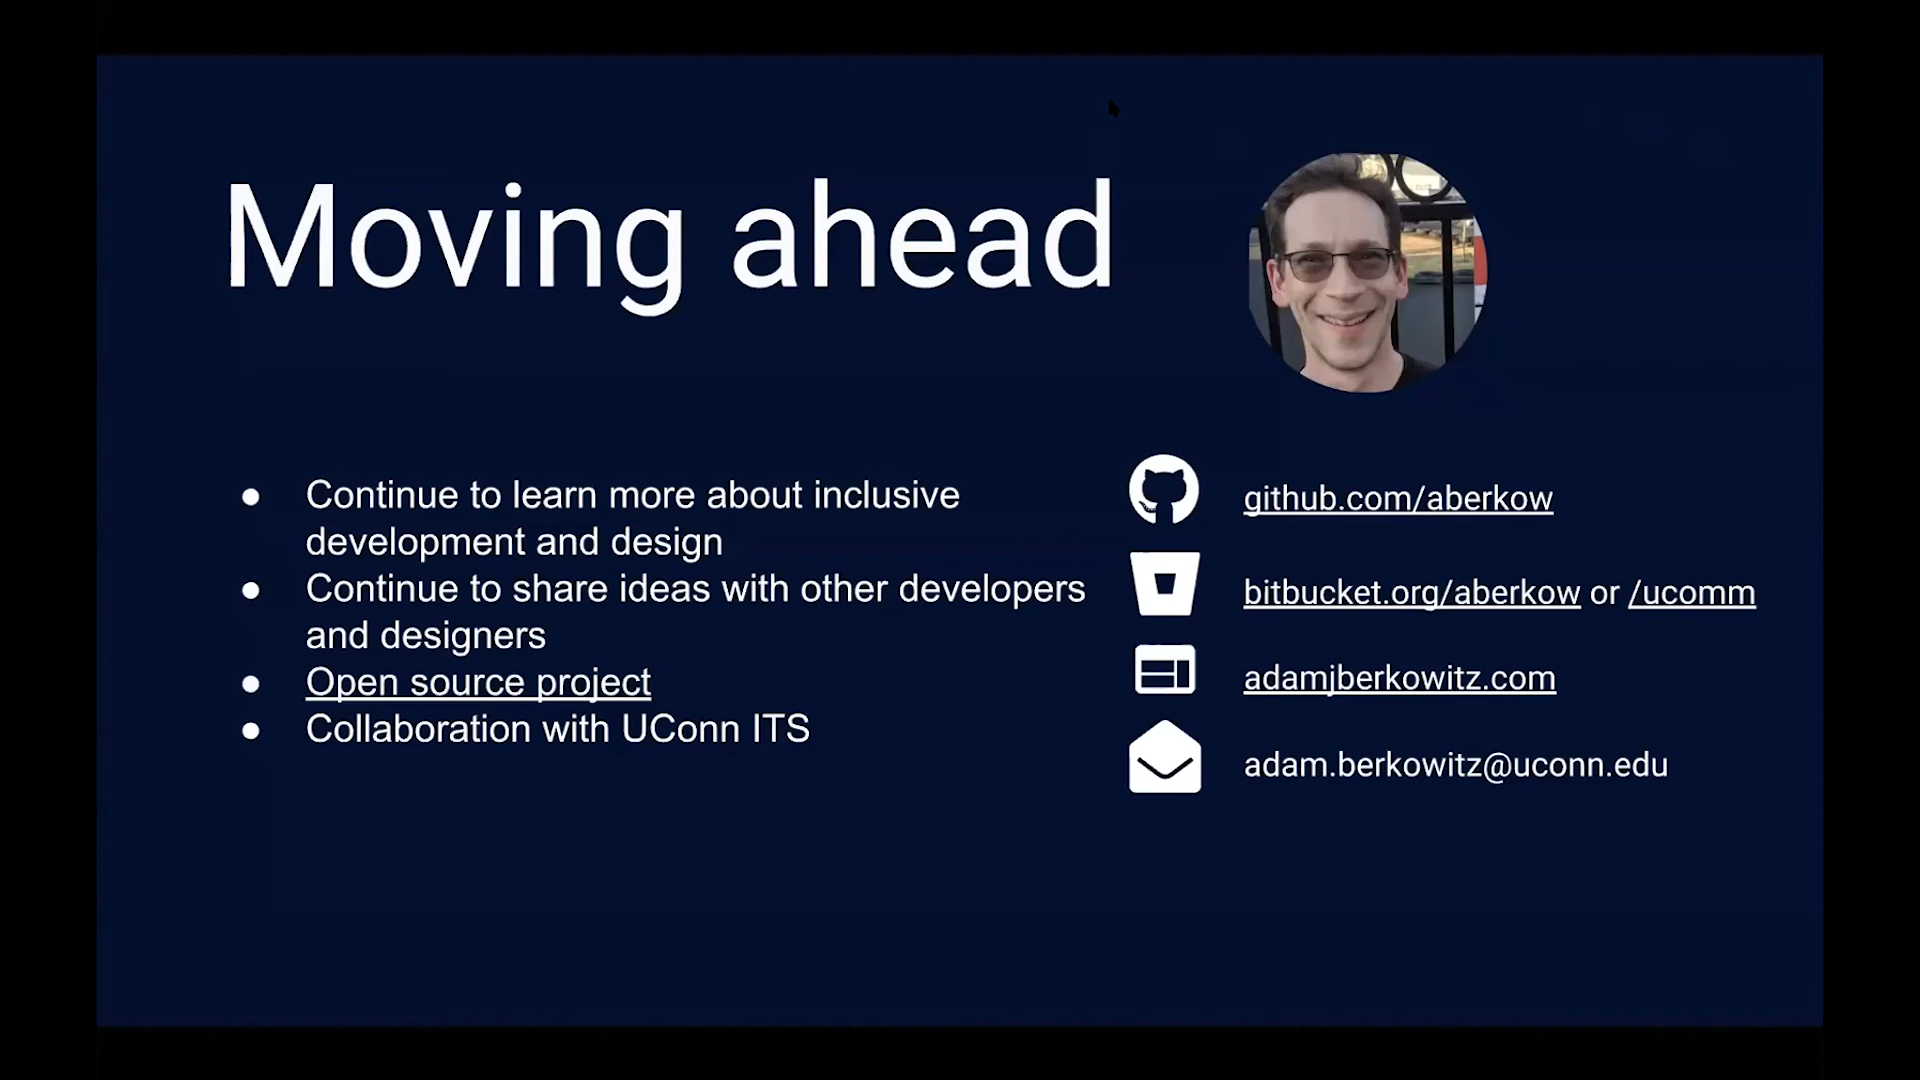 Moving ahead
● Continue to learn more about inclusive
development and design
● Continue to share ideas with other developers
and designers
● Open source project
● Collaboration with UConn ITS
github.com/aberkow
bitbucket.org/aberkow or /ucomm
adamjberkowitz.com
adam.berkowitz@uconn.edu